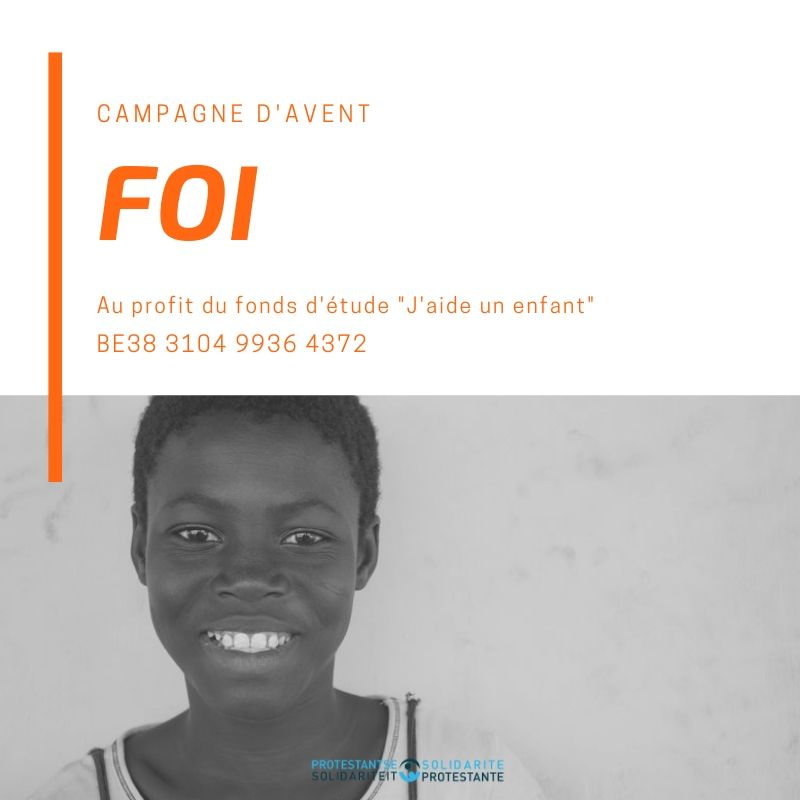 CAMPAGNE D'AVENT
FOI
Au profit du fonds d'étude "J'aide un enfant"
BE38 3104 9936 4372
PROTESTANTSE SOLIDARITE
SOLIDARITEIT PROTESTANTE